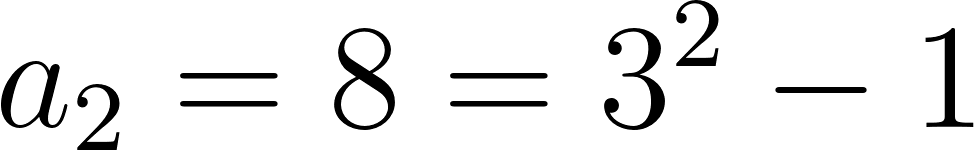 a₂ = 8 = 3² − 1